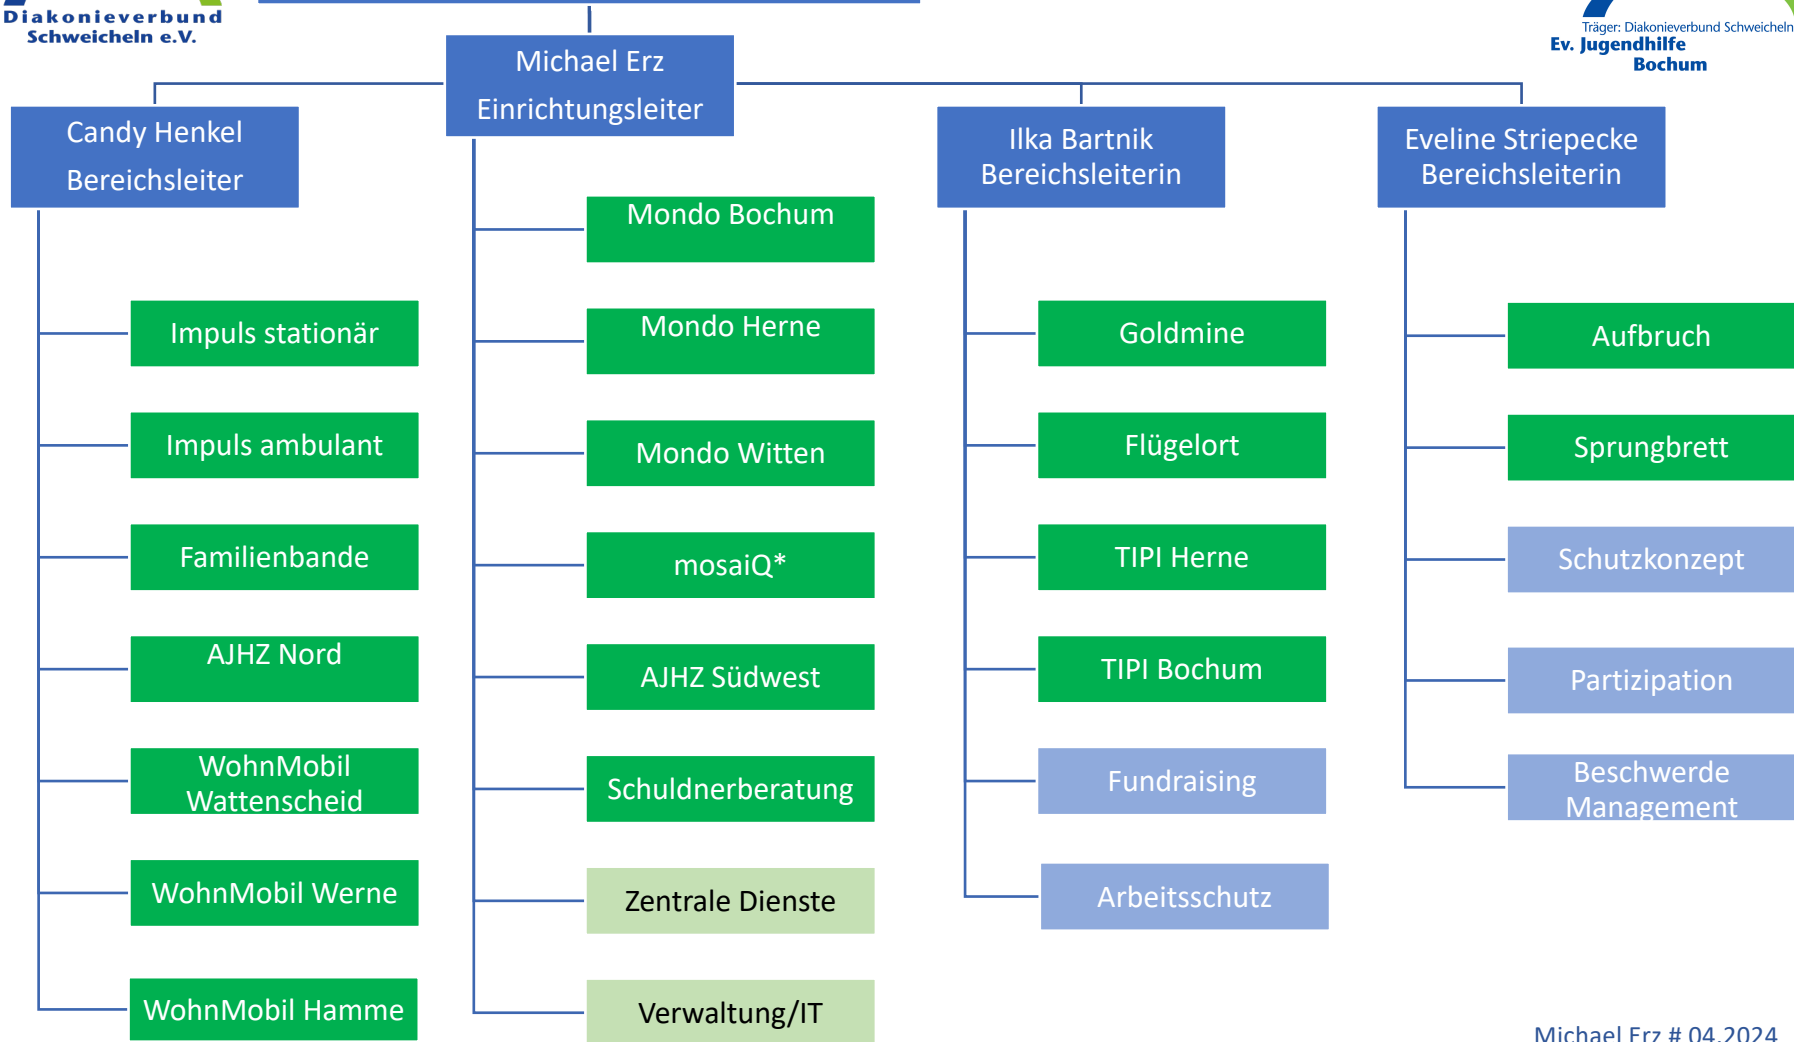 Diakonieverbund
Schweicheln e.V.
Träger: Diakonieverbund Schweicheln
Ev. Jugendhilfe
Bochum
Michael Erz
Einrichtungsleiter
Candy Henkel
Bereichsleiter
Impuls stationär
Impuls ambulant
Familienbande
AJHZ Nord
WohnMobil
Wattenscheid
WohnMobil Werne
WohnMobil Hamme
Mondo Bochum
Mondo Herne
Mondo Witten
mosaiQ*
AJHZ Südwest
Schuldnerberatung
Zentrale Dienste
Verwaltung/IT
Ilka Bartnik
Bereichsleiterin
Goldmine
Flügelort
TIPI Herne
TIPI Bochum
Fundraising
Arbeitsschutz
Eveline Striepecke
Bereichsleiterin
Aufbruch
Sprungbrett
Schutzkonzept
Partizipation
Beschwerde
Management
Michael Erz # 04.2024